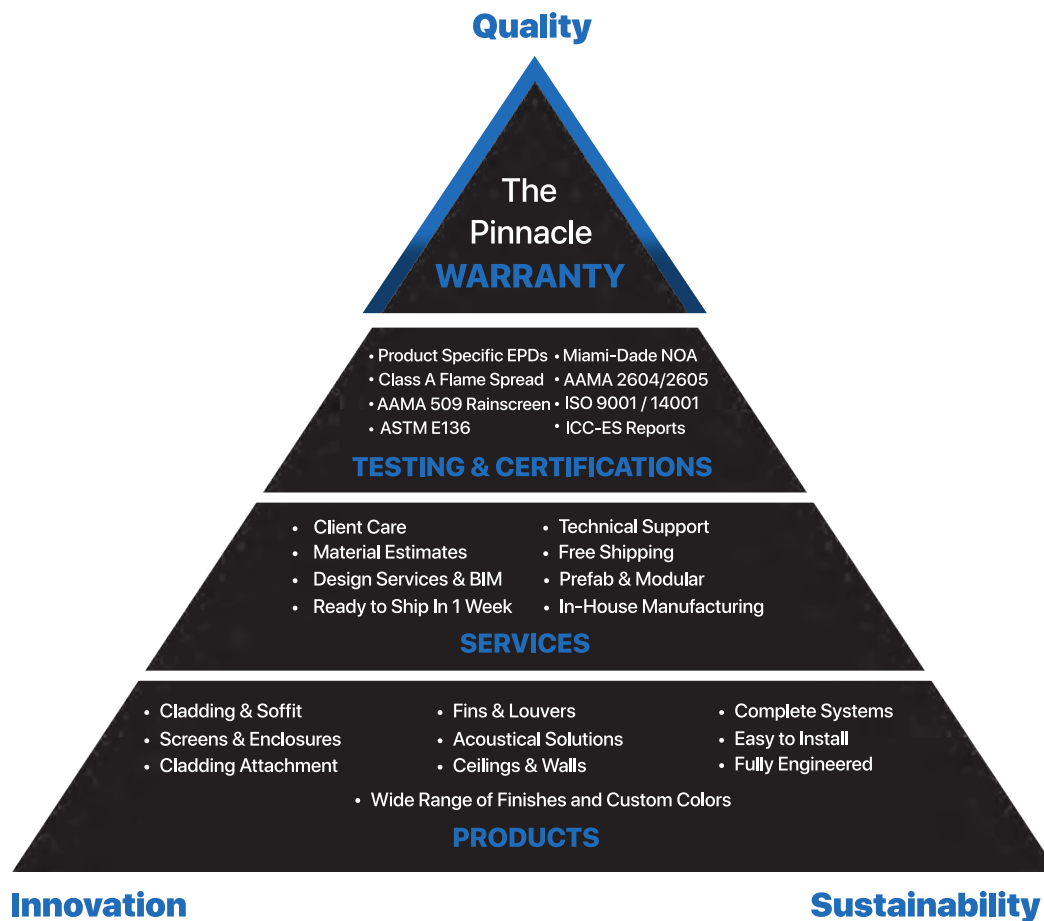 Quality
The
Pinnacle
WARRANTY
• Product Specific EPDs • Miami-Dade NOA
• Class A Flame Spread • AAMA 2604/2605
• AAMA 509 Rainscreen • ISO 9001 / 14001
• ASTM E136 • ICC-ES Reports
TESTING & CERTIFICATIONS
• Client Care • Technical Support
• Material Estimates • Free Shipping
• Design Services & BIM • Prefab & Modular
• Ready to Ship In 1 Week • In-House Manufacturing
SERVICES
• Cladding & Soffit • Fins & Louvers • Complete Systems
• Screens & Enclosures • Acoustical Solutions • Easy to Install
• Cladding Attachment • Ceilings & Walls • Fully Engineered
• Wide Range of Finishes and Custom Colors
PRODUCTS
Innovation Sustainability